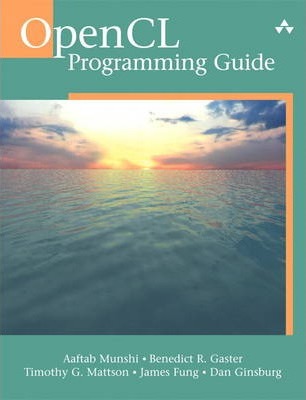 OpenCL
Programming Guide
Aaftab Munshi • Benedict R. Gaster
Timothy G. Mattson • James Fung • Dan Ginsburg